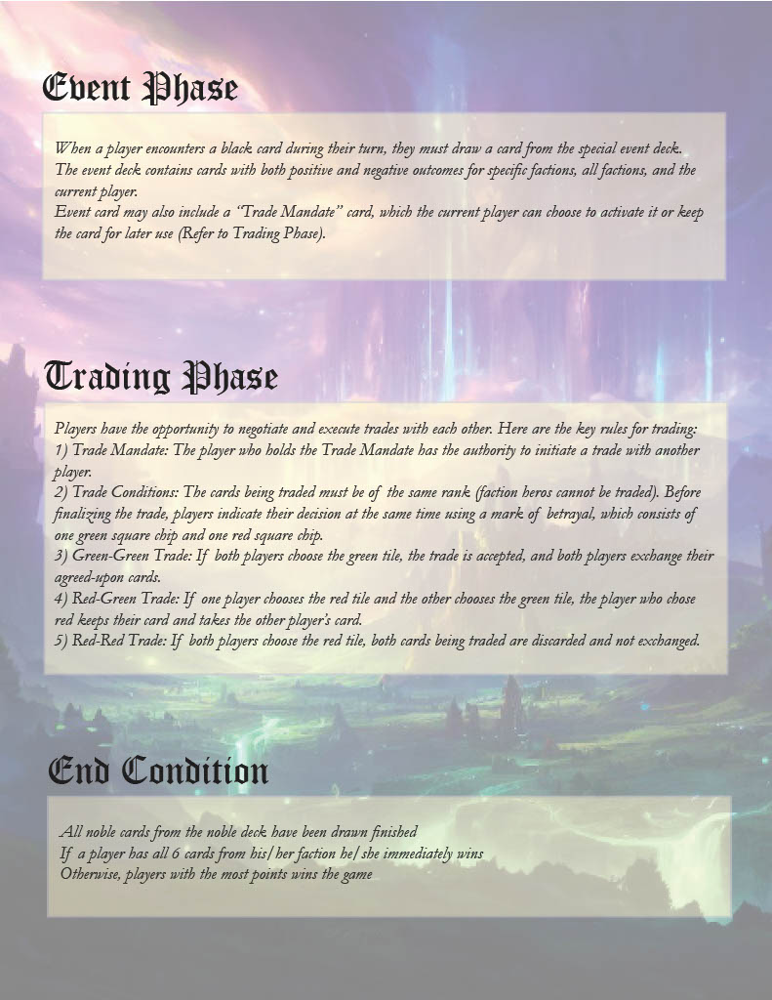 Event Phase
When a player encounters a black card during their turn, they must draw a card from the special event deck.
The event deck contains cards with both positive and negative outcomes for specific factions, all factions, and the
current player.
Event card may also include a “Trade Mandate” card, which the current player can choose to activate it or keep
the card for later use (Refer to Trading Phase).
Trading Phase
Players have the opportunity to negotiate and execute trades with each other. Here are the key rules for trading:
1) Trade Mandate: The player who holds the Trade Mandate has the authority to initiate a trade with another
player.
2) Trade Conditions: The cards being traded must be of the same rank (faction heros cannot be traded). Before
finalizing the trade, players indicate their decision at the same time using a mark of betrayal, which consists of
one green square chip and one red square chip.
3) Green-Green Trade: If both players choose the green tile, the trade is accepted, and both players exchange their
agreed-upon cards.
4) Red-Green Trade: If one player chooses the red tile and the other chooses the green tile, the player who chose
red keeps their card and takes the other player's card.
5) Red-Red Trade: If both players choose the red tile, both cards being traded are discarded and not exchanged.
End Condition
All noble cards from the noble deck have been drawn finished
If a player has all 6 cards from his/her faction he/she immediately wins
Otherwise, players with the most points wins the game